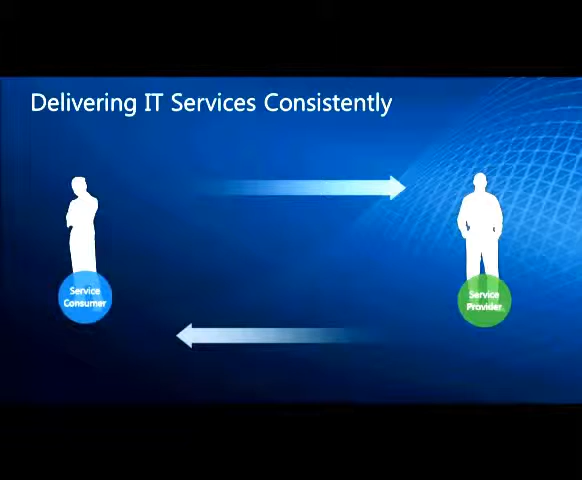 Delivering IT Services Consistently
Service
Consumer
Service
Provider